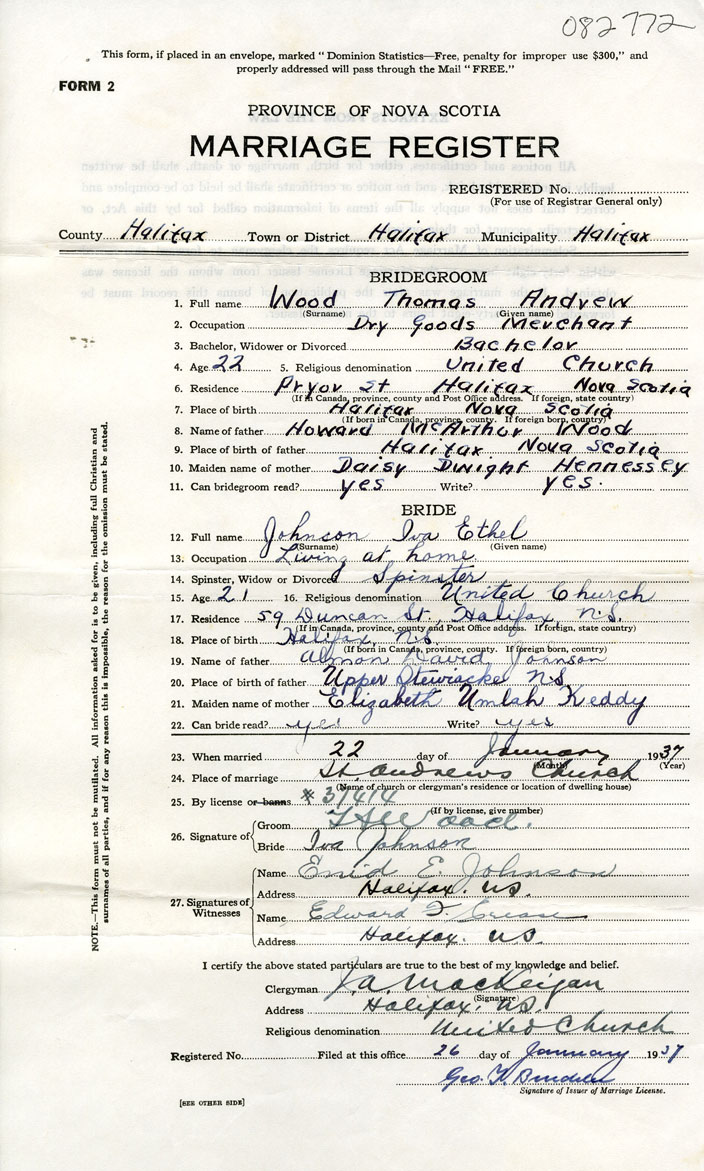 082772
This form, if placed in an envelope, marked "Dominion Statistics—Free, penalty for improper use $300," and
properly addressed will pass through the Mail "FREE."
FORM 2
PROVINCE OF NOVA SCOTIA
MARRIAGE REGISTER
REGISTERED No.
(For use of Registrar General only)
County Halifax Town or District Halifax Municipality Halifax
BRIDEGROOM
1. Full name Wood Thomas Andrew
(Surname) (Given name)
2. Occupation Dry Goods Merchant
3. Bachelor, Widower or Divorced Bachelor
4. Age 22 5. Religious denomination United Church
6. Residence Pryor St Halifax Nova Scotia
(If in Canada, province, county and Post Office address. If foreign, state country)
7. Place of birth Halifax Nova Scotia
(If born in Canada, province, county. If foreign born, country)
8. Name of father Howard McArthur Wood
9. Place of birth of father Halifax Nova Scotia
10. Maiden name of mother Daisy Dwight Hennessey
11. Can bridegroom read? yes Write? yes.
BRIDE
12. Full name Johnson Iva Ethel
(Surname) (Given name)
13. Occupation Living at home
14. Spinster, Widow or Divorced Spinster
15. Age 21 16. Religious denomination United Church
17. Residence 59 Duncan St., Halifax, N.S.
(If in Canada, province, county and Post Office address. If foreign, state country)
18. Place of birth Halifax, N.S.
(If born in Canada, province, county. If foreign born, country)
19. Name of father Almon David Johnson
20. Place of birth of father Upper Stewiacke N.S.
21. Maiden name of mother Elizabeth Umlah Keddy
22. Can bride read? yes Write? yes
23. When married 22 day of January 1937
(Month) (Year)
24. Place of marriage St Andrews Church
(Name of church or clergyman's residence or location of dwelling house)
25. By license or banns # 37414
(If by license, give number)
26. Signature of Groom T A Wood.
Bride Iva Johnson
27. Signatures of Witnesses
Name Enid E. Johnson
Address Halifax. NS.
Name Edward
Address Halifax. NS.
I certify the above stated particulars are true to the best of my knowledge and belief.
Clergyman J.A. MacKeigan
(Signature)
Address Halifax, NS.
Religious denomination United Church
Registered No. Filed at this office 26 day of January 1937
Geo.
Signature of Issuer of Marriage License.
[SEE OTHER SIDE]
NOTE.—This form must not be mutilated. All information asked for is to be given, including full Christian and
surnames of all parties, and if for any reason this is impossible, the reason for the omission must be stated.